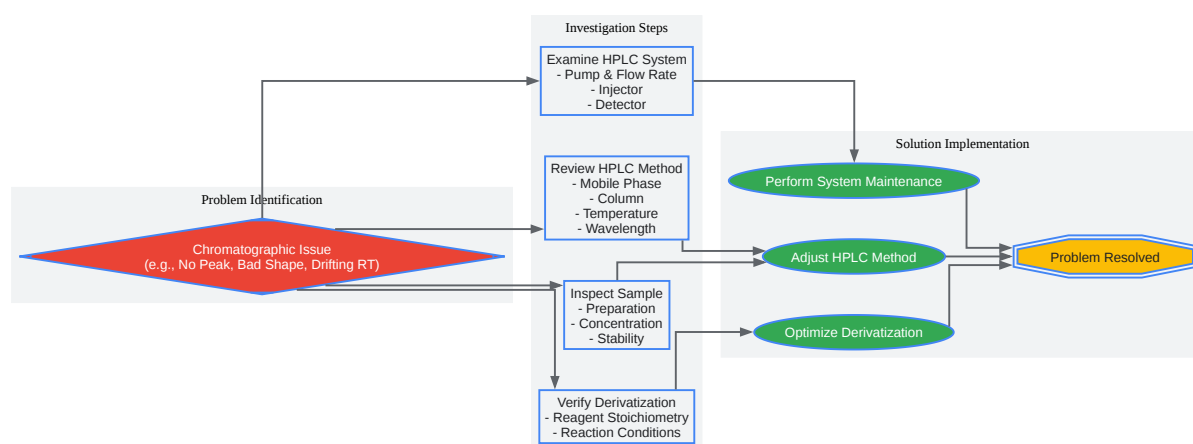 Investigation Steps
Examine HPLC System
- Pump & Flow Rate
- Injector
- Detector
Solution Implementation
Review HPLC Method
- Mobile Phase
- Column
- Temperature
- Wavelength
Perform System Maintenance
Problem Identification
Chromatographic Issue
(e.g., No Peak, Bad Shape, Drifting RT)
Adjust HPLC Method
Problem Resolved
Inspect Sample
- Preparation
- Concentration
- Stability
Optimize Derivatization
Verify Derivatization
- Reagent Stoichiometry
- Reaction Conditions